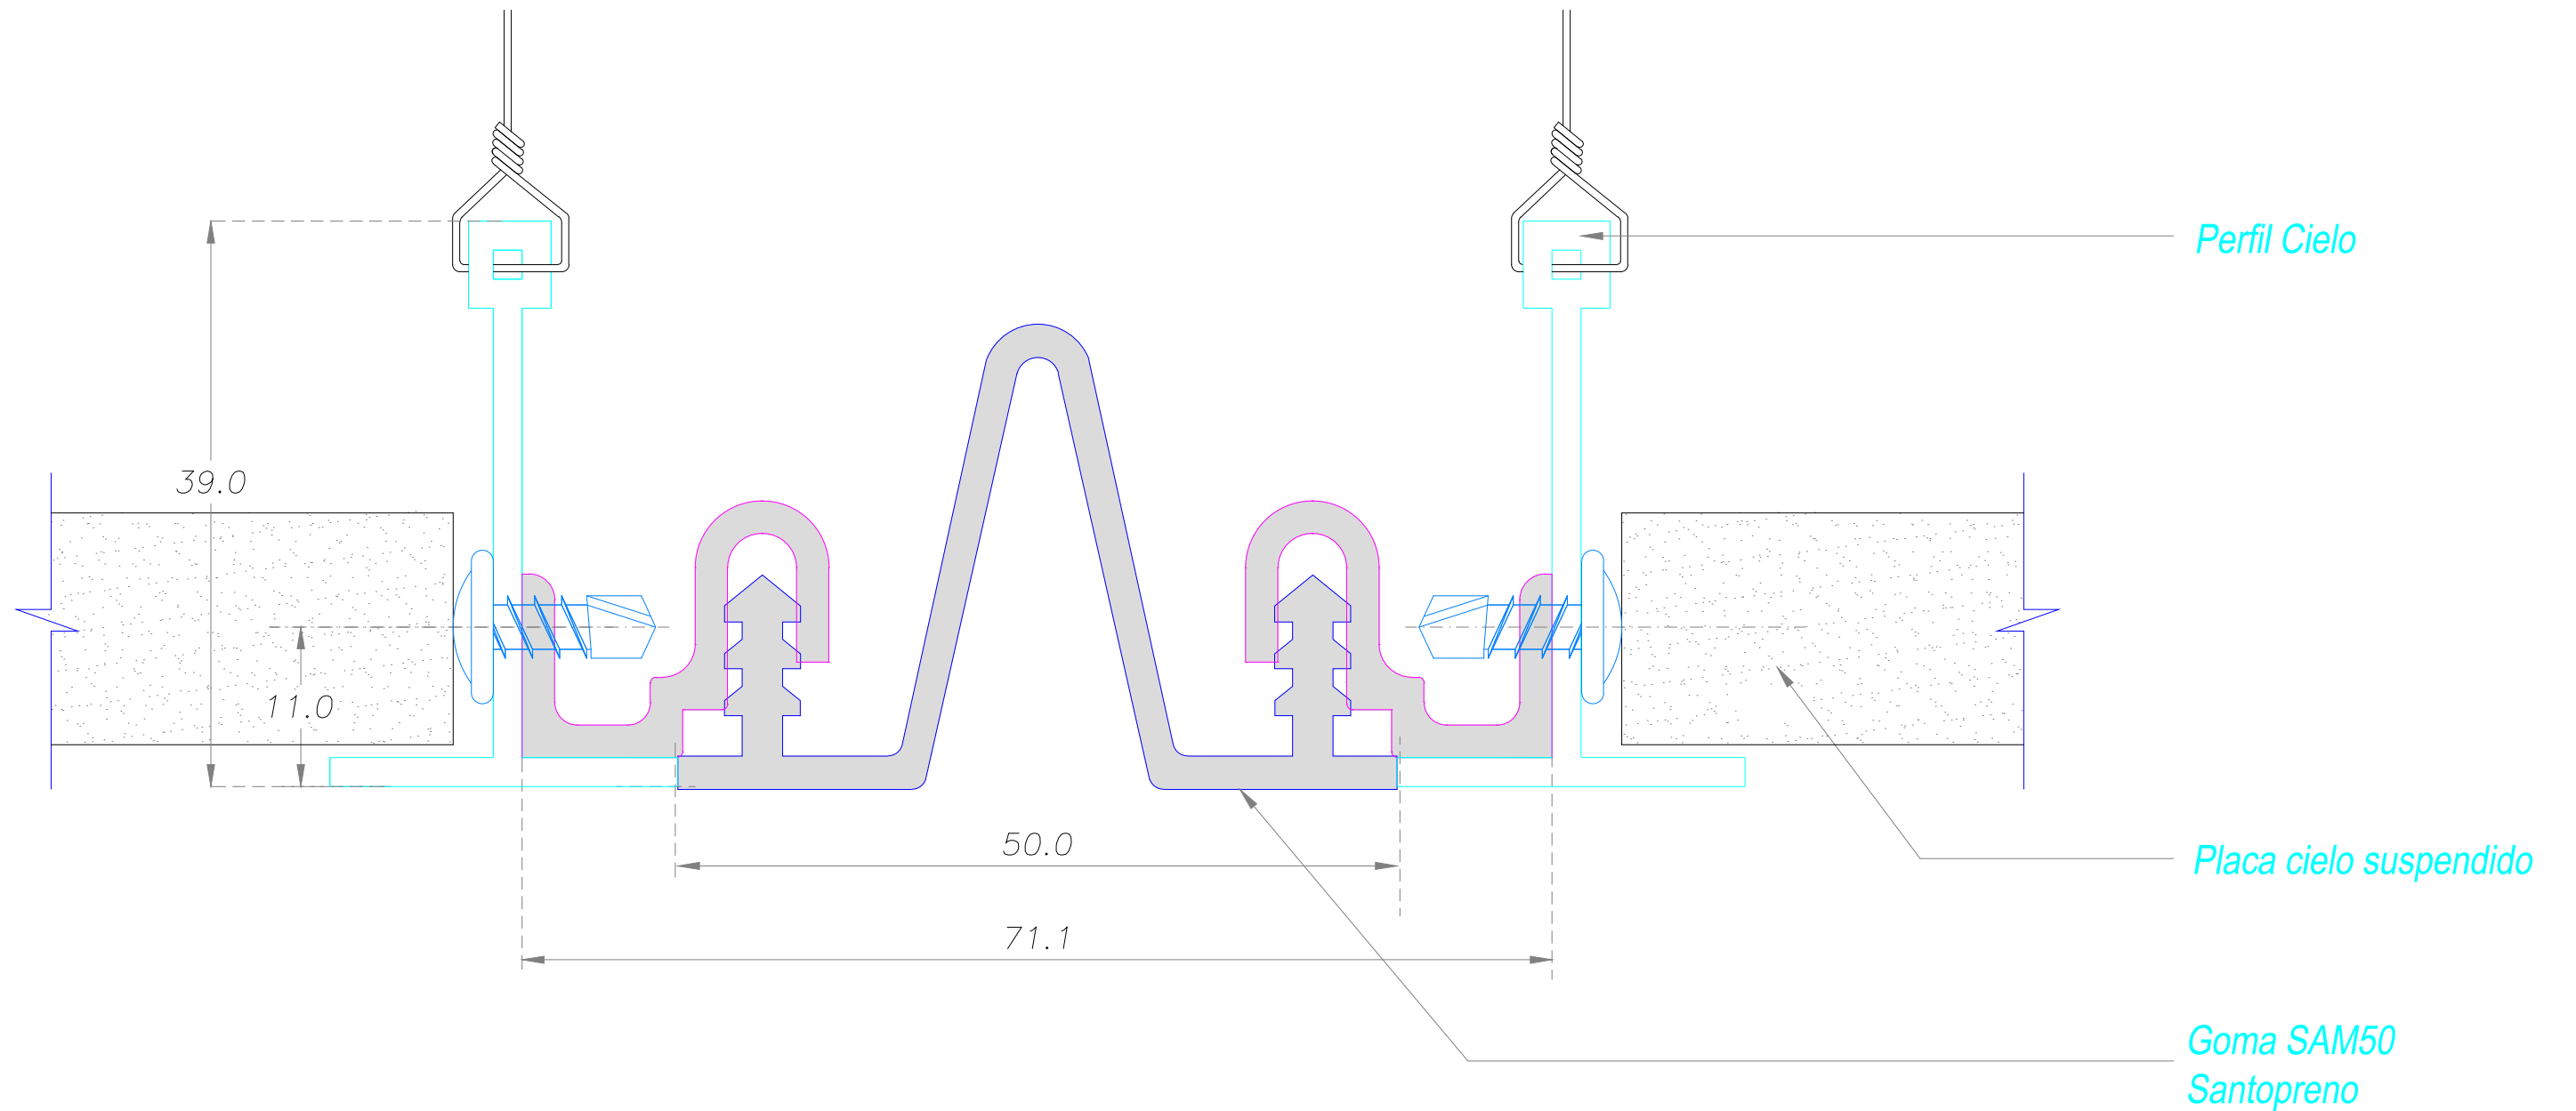 Perfil Cielo
39.0
11.0
50.0
Placa cielo suspendido
71.1
Goma SAM50
Santopreno